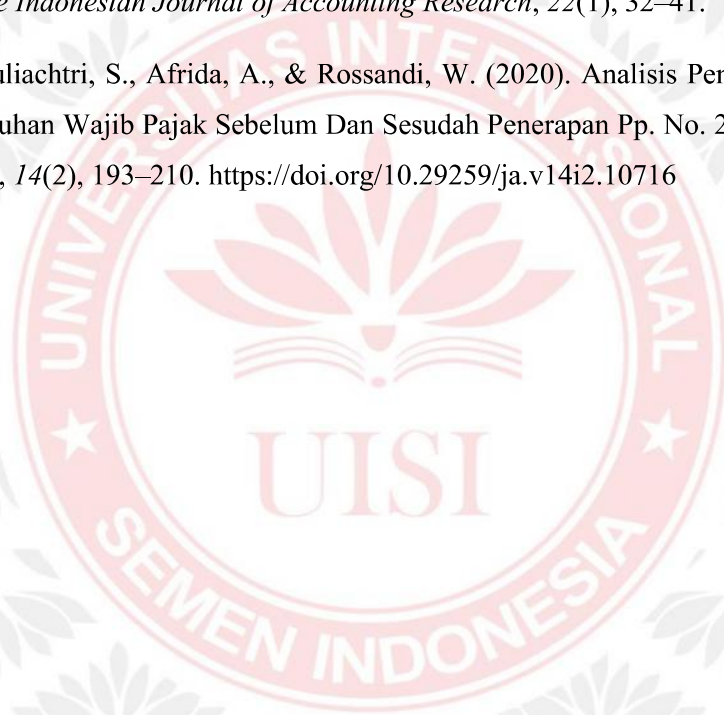 e Indonesian Journal of Accounting Research, 22(1), 32–41.
uliachtri, S., Afrida, A., & Rossandi, W. (2020). Analisis Per
uhan Wajib Pajak Sebelum Dan Sesudah Penerapan Pp. No. 2
, 14(2), 193–210. https://doi.org/10.29259/ja.v14i2.10716
UNIVERSITAS INTERNASIONAL
UISI
SEMEN INDONESIA